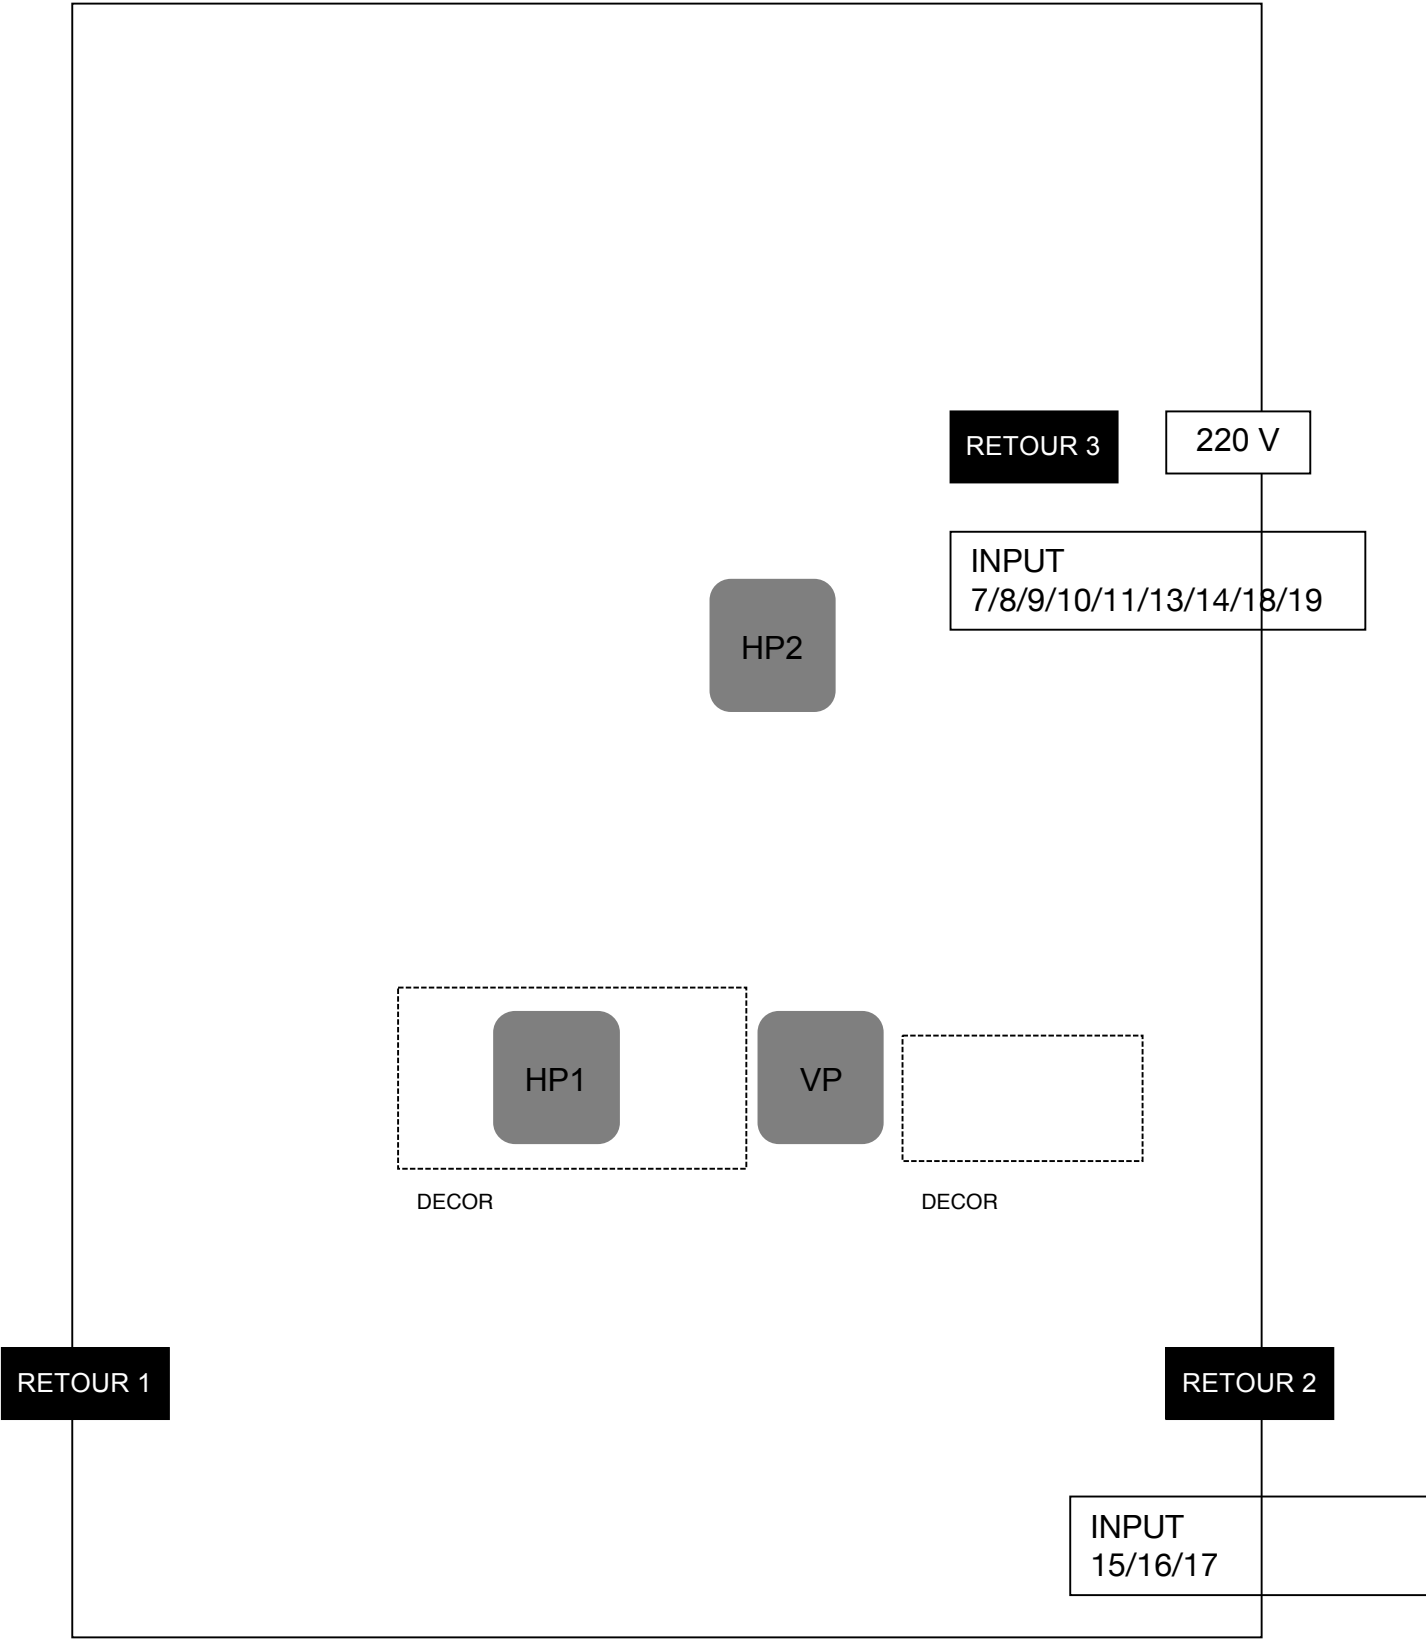 RETOUR 3
220 V
INPUT
7/8/9/10/11/13/14/18/19
HP2
HP1
VP
DECOR
DECOR
RETOUR 1
RETOUR 2
INPUT
15/16/17